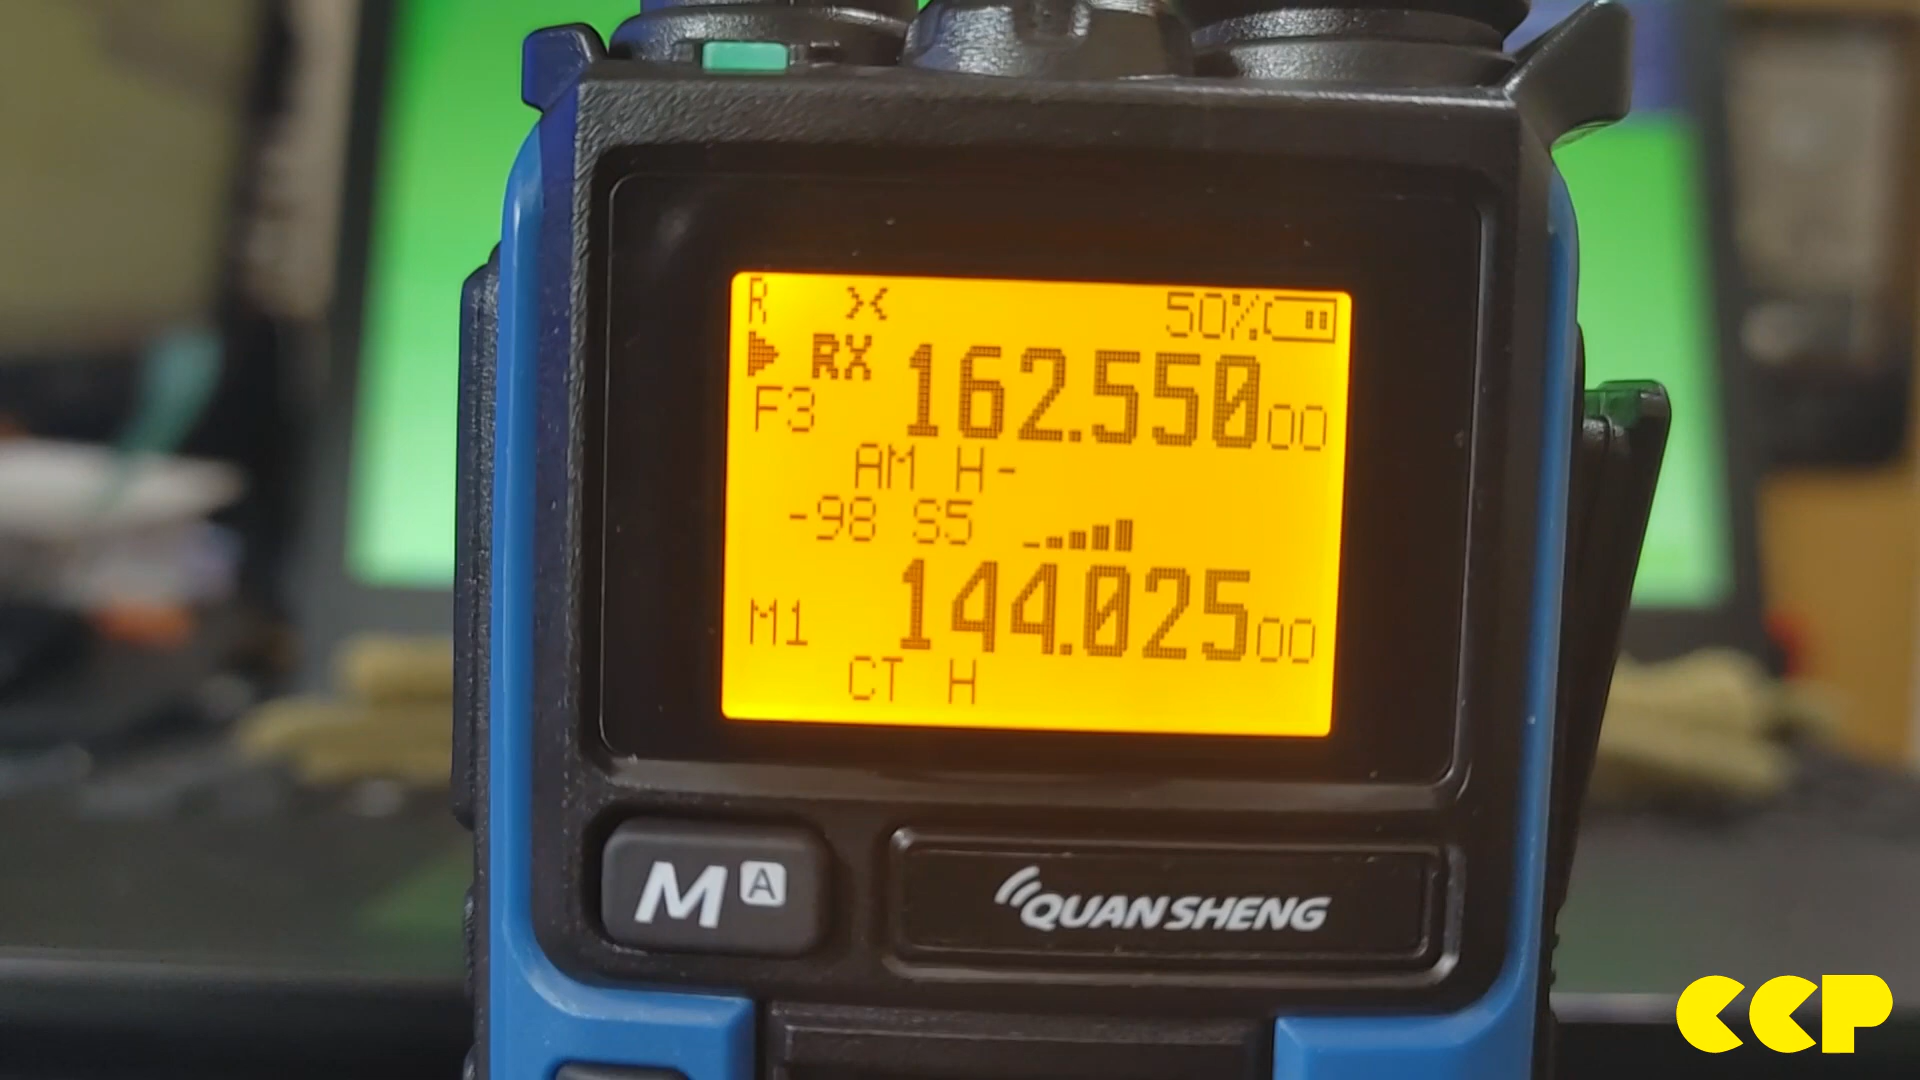 R 50%
RX 162.55000
F3
AM H-
-98 S5
M1 144.02500
CT H
M A QUANSHENG
CCP